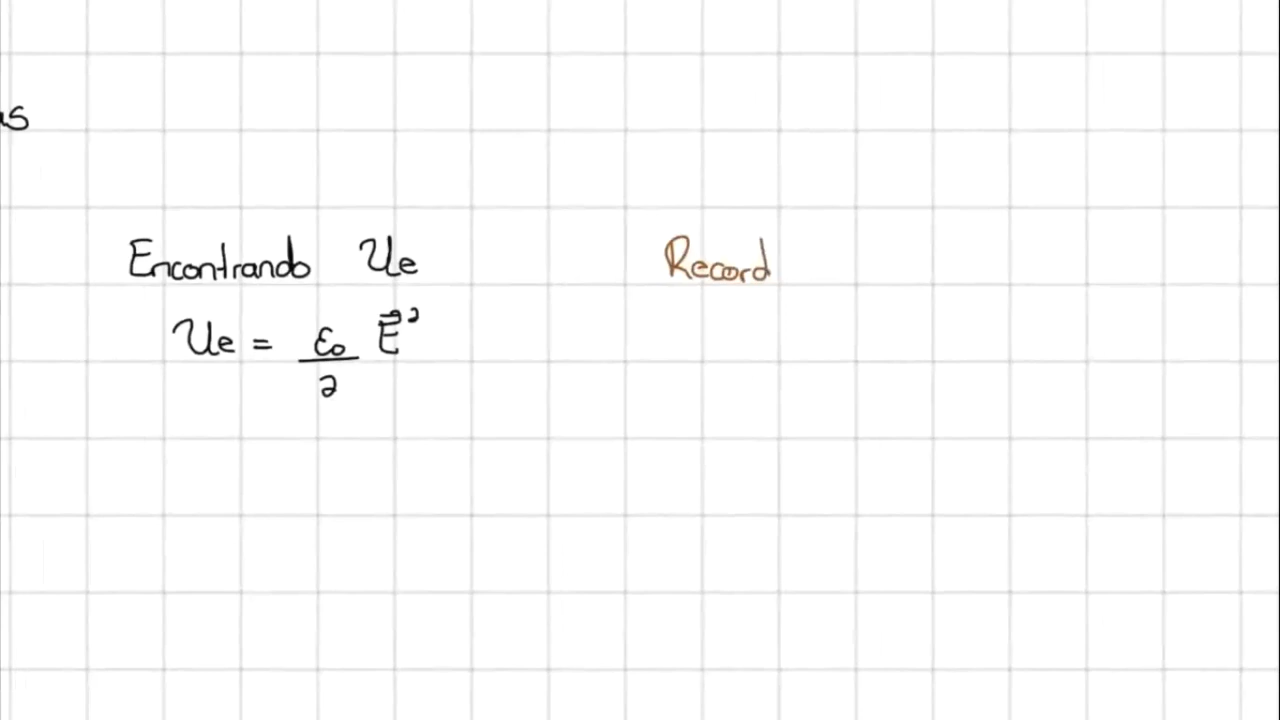 Encontrando Ue
Record
Ue = ε₀/2 E⃗²